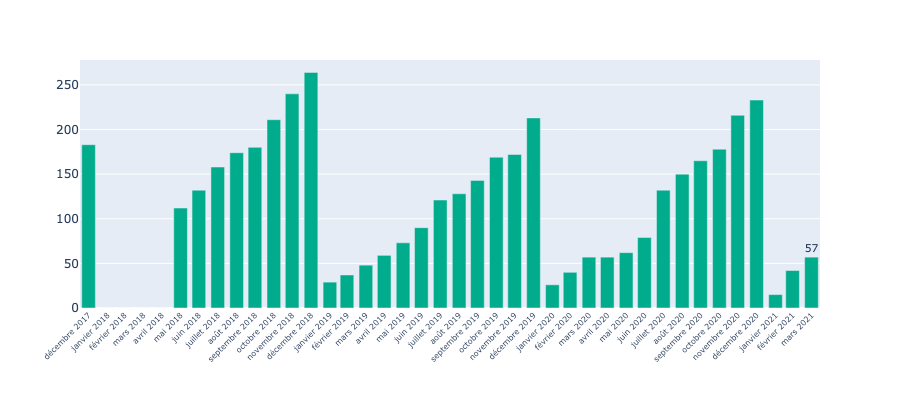 250
200
150
100
50
0
57
décembre 2017
janvier 2018
février 2018
mars 2018
avril 2018
mai 2018
juin 2018
juillet 2018
août 2018
septembre 2018
octobre 2018
novembre 2018
décembre 2018
janvier 2019
février 2019
mars 2019
avril 2019
mai 2019
juin 2019
juillet 2019
août 2019
septembre 2019
octobre 2019
novembre 2019
décembre 2019
janvier 2020
février 2020
mars 2020
avril 2020
mai 2020
juin 2020
juillet 2020
août 2020
septembre 2020
octobre 2020
novembre 2020
décembre 2020
janvier 2021
février 2021
mars 2021